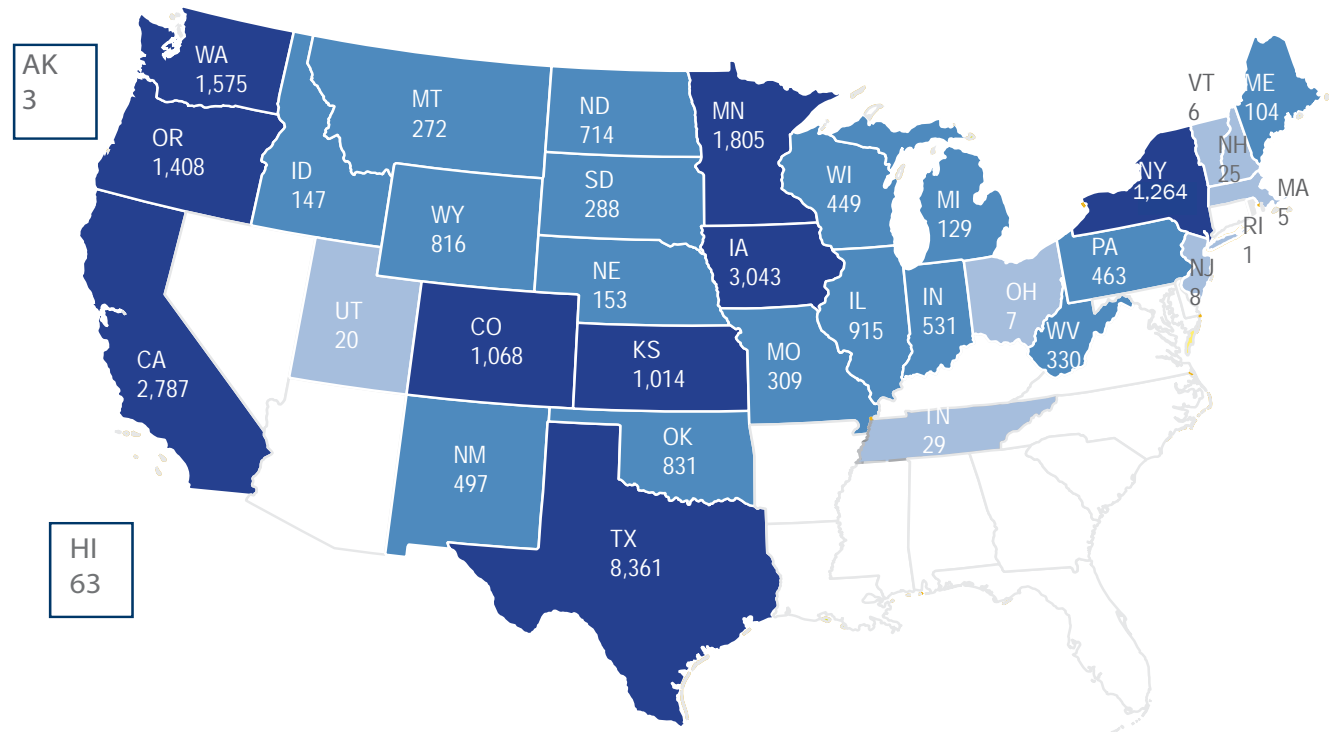 AK
3
WA
1,575
OR
1,408
CA
2,787
ID
147
MT
272
WY
816
UT
20
CO
1,068
NM
497
ND
714
SD
288
NE
153
KS
1,014
OK
831
TX
8,361
MN
1,805
IA
3,043
MO
309
WI
449
IL
915
MI
129
IN
531
OH
7
TN
29
WV
330
PA
463
NY
1,264
VT
6
NH
25
ME
104
MA
5
RI
1
NJ
8
HI
63